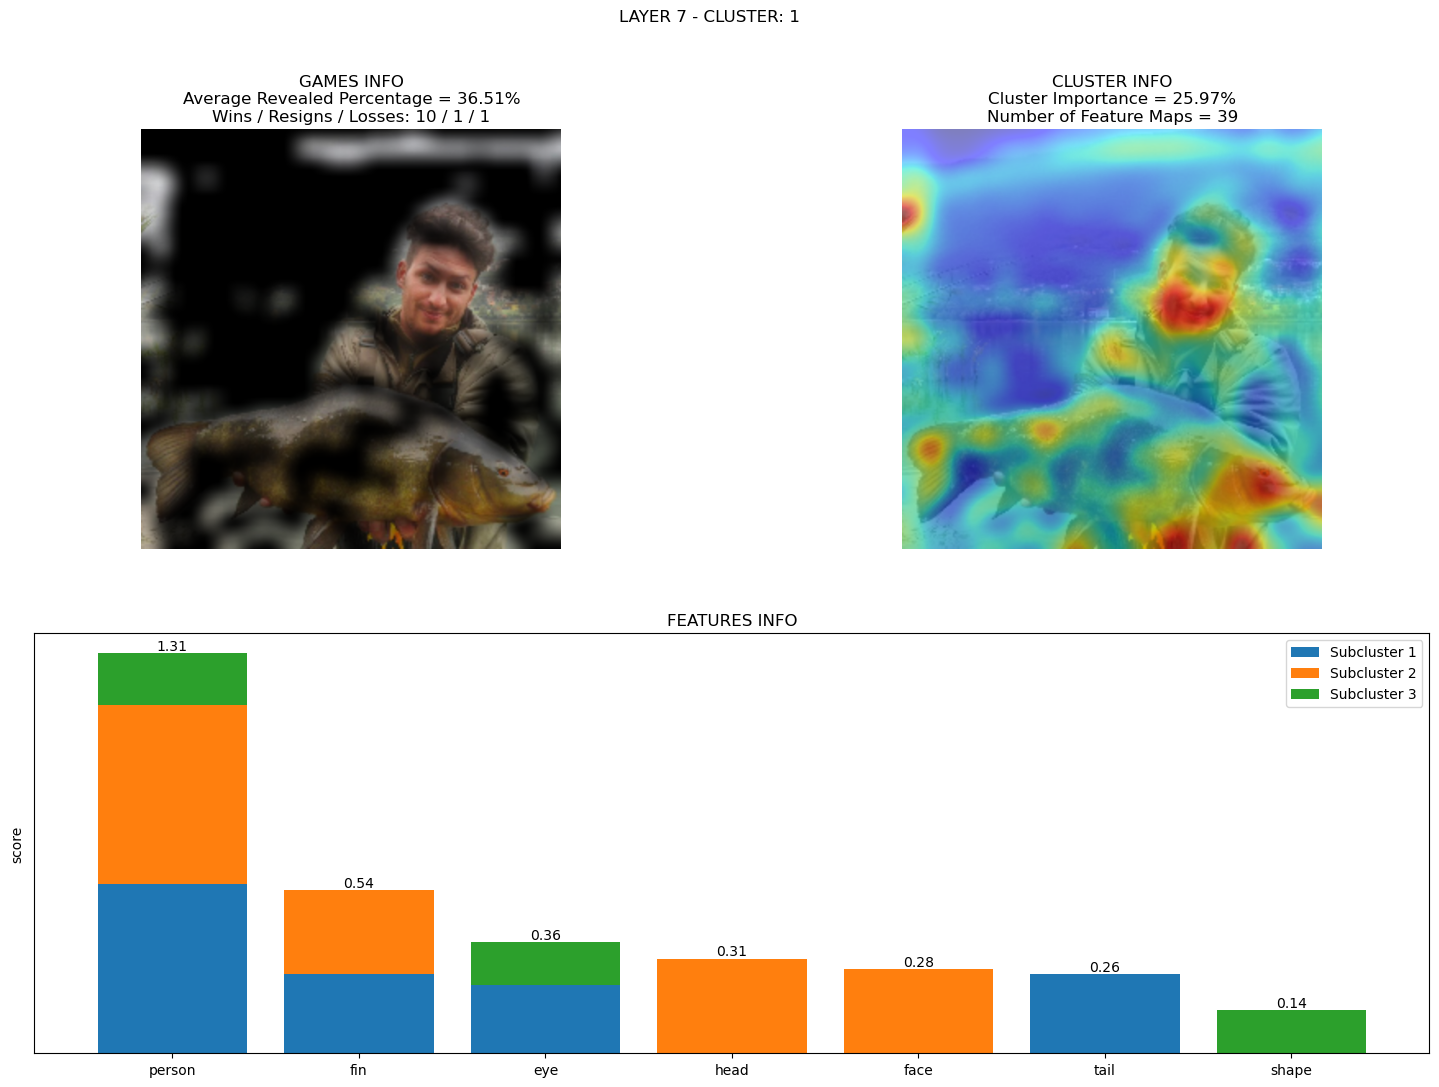 LAYER 7 - CLUSTER: 1
GAMES INFO
Average Revealed Percentage = 36.51%
Wins / Resigns / Losses: 10 / 1 / 1
CLUSTER INFO
Cluster Importance = 25.97%
Number of Feature Maps = 39
FEATURES INFO
score
1.31
0.54
0.36
0.31
0.28
0.26
0.14
Subcluster 1
Subcluster 2
Subcluster 3
person
fin
eye
head
face
tail
shape